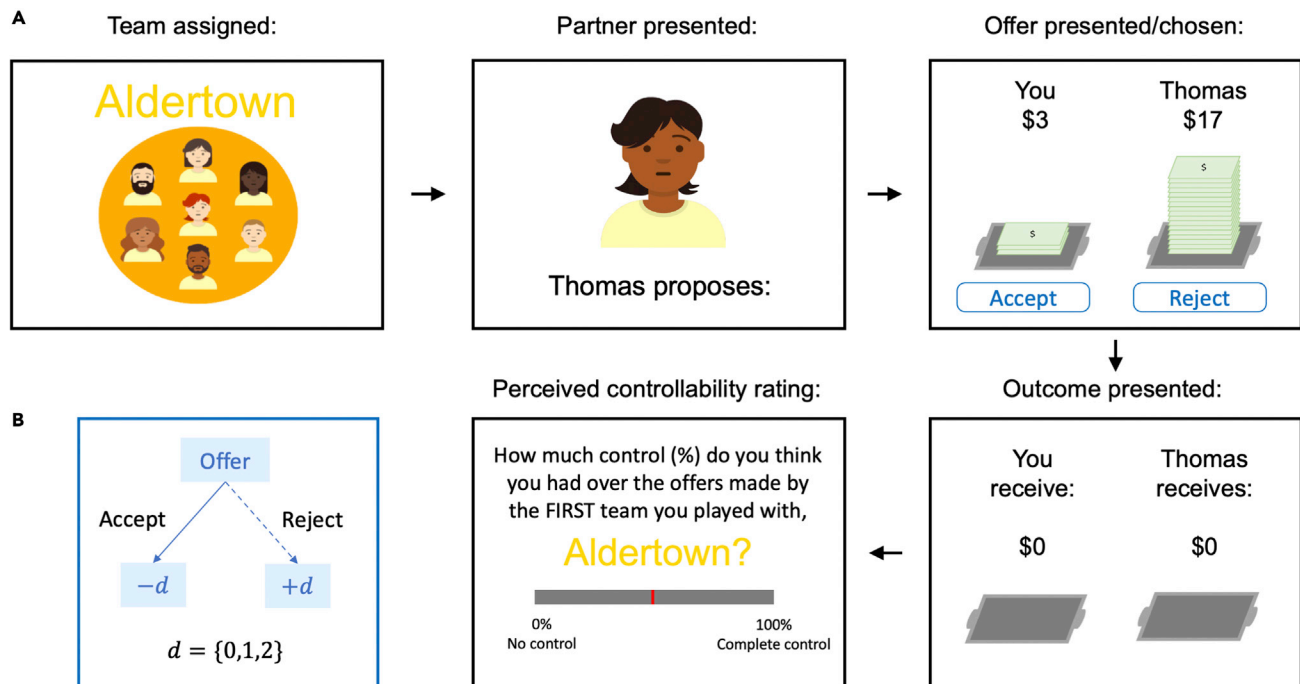 A
Team assigned:
Aldertown
Partner presented:
Thomas proposes:
Offer presented/chosen:
You
$3
Thomas
$17
$
$
Accept
Reject
B
Offer
Accept
Reject
−d
+d
d = {0,1,2}
Perceived controllability rating:
How much control (%) do you think
you had over the offers made by
the FIRST team you played with,
Aldertown?
0%
No control
100%
Complete control
Outcome presented:
You
receive:
$0
Thomas
receives:
$0